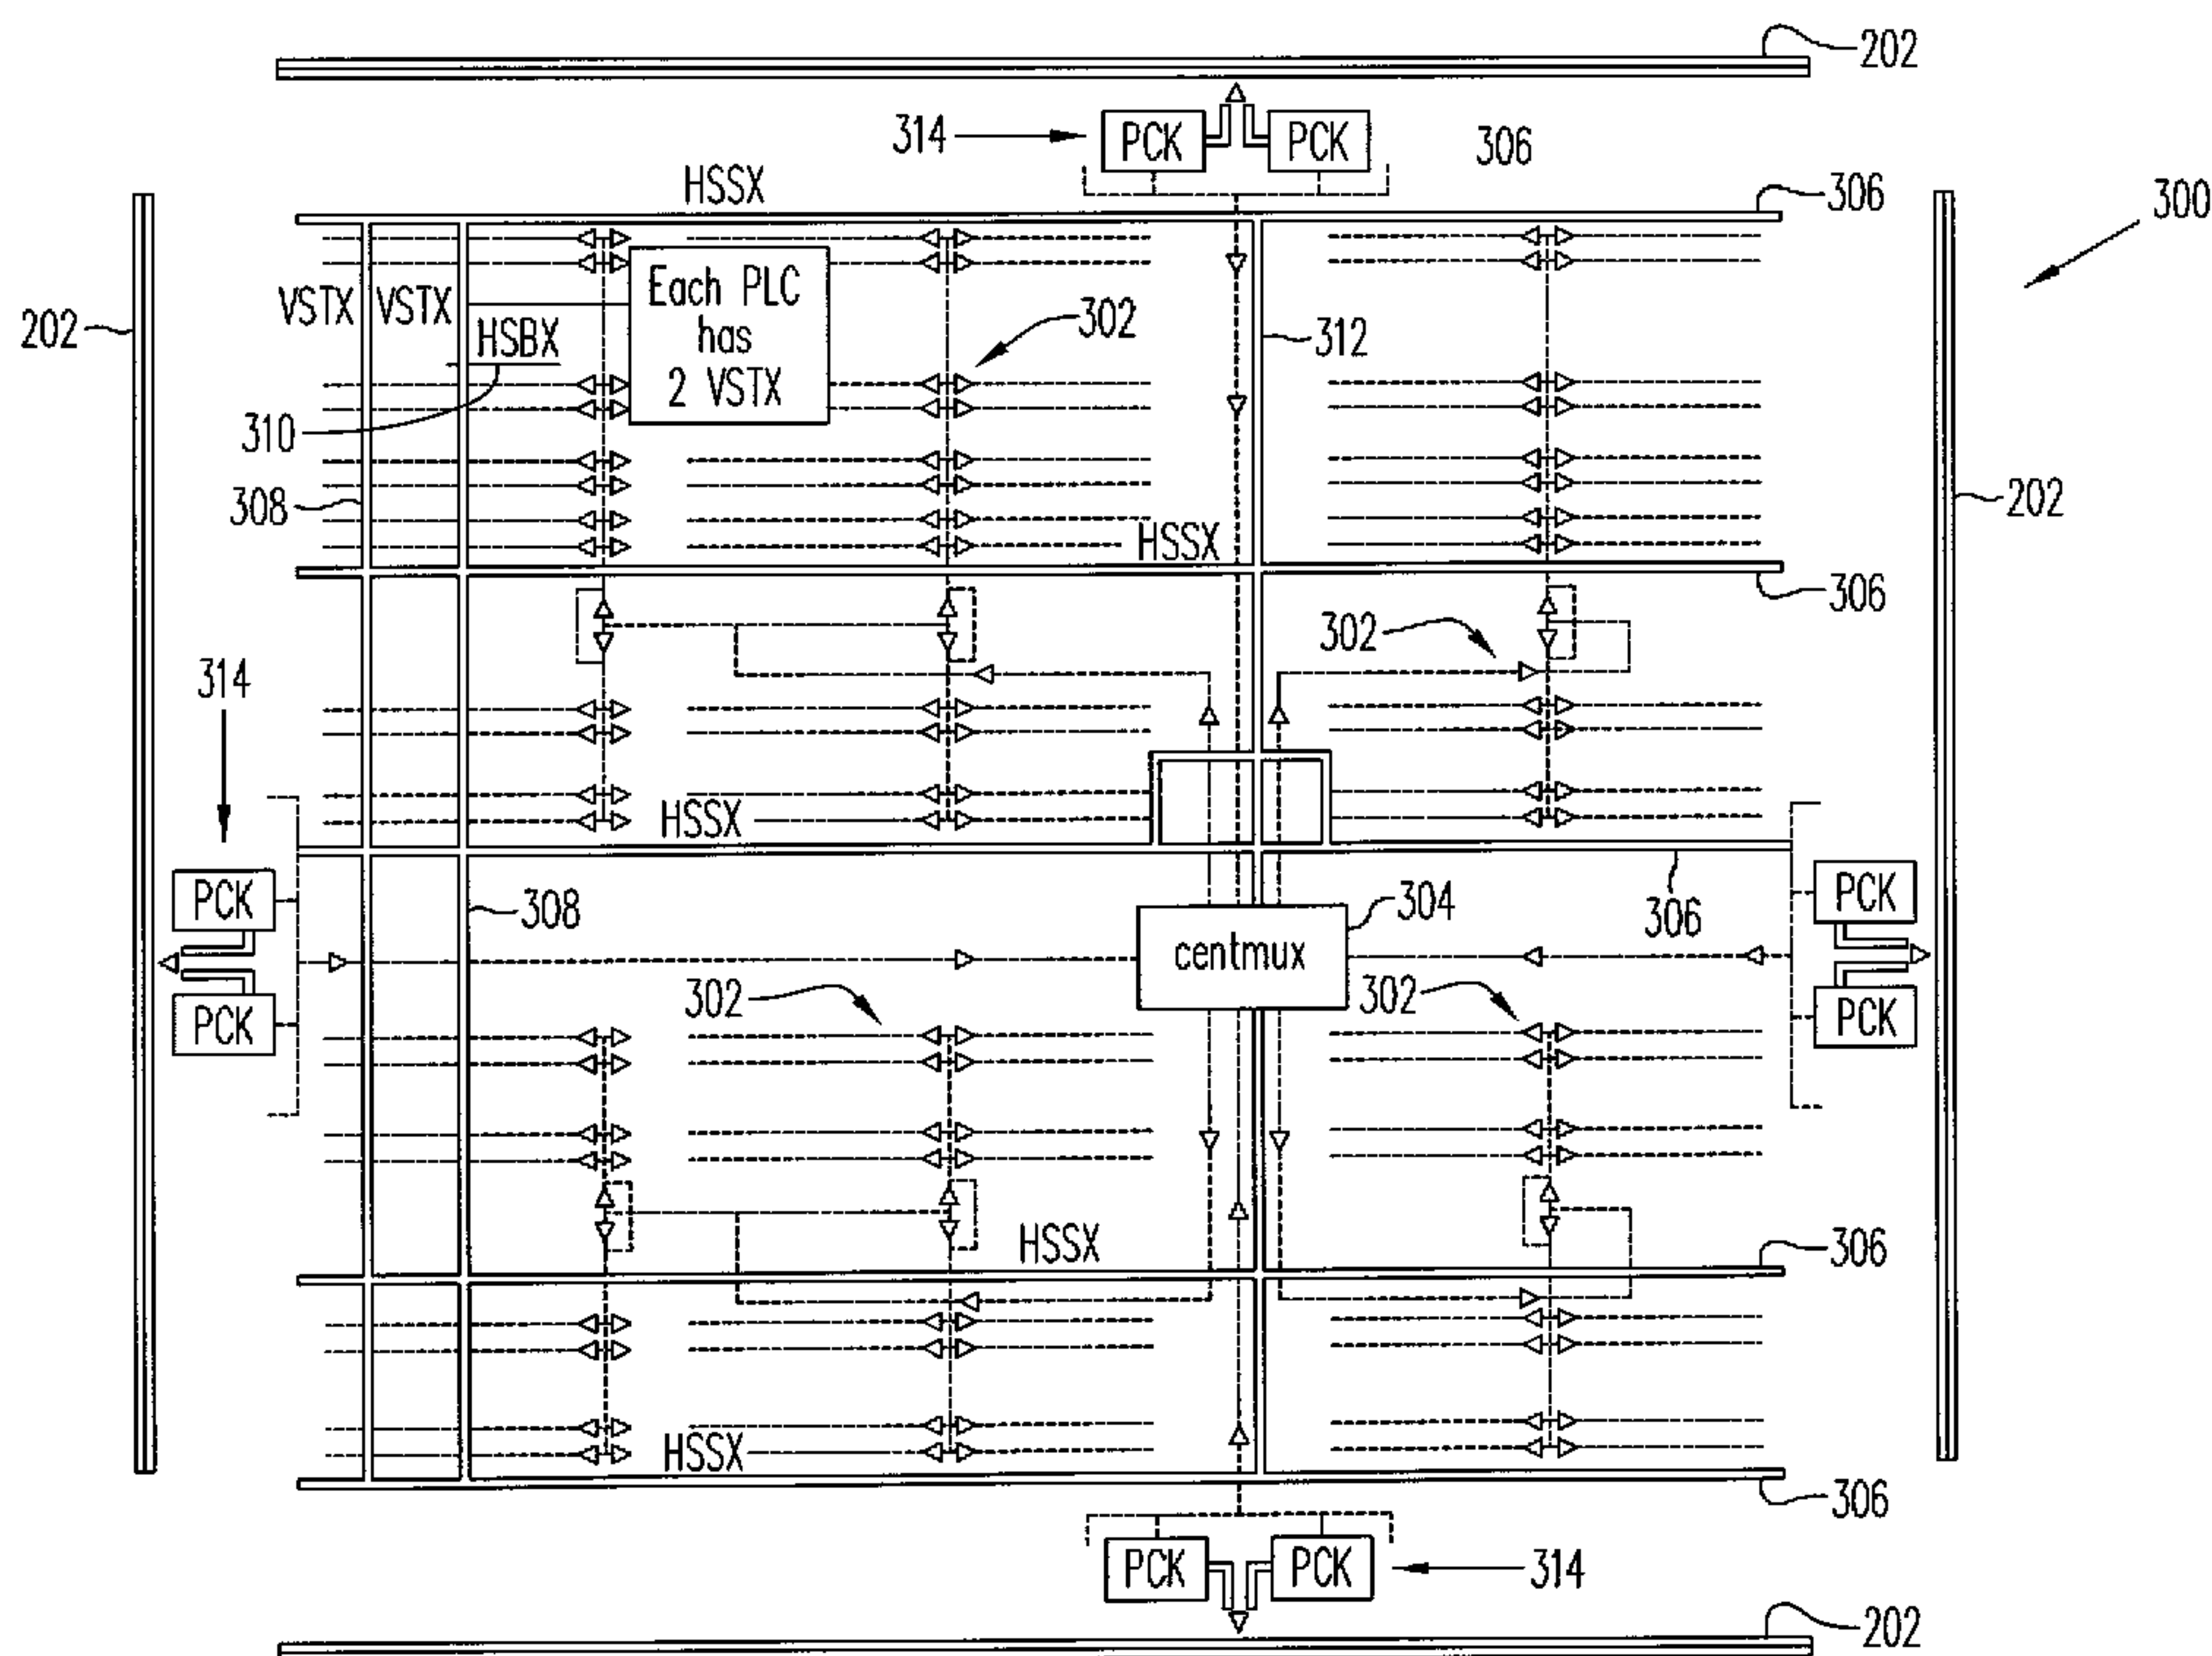 202
314
PCK
PCK
306
HSSX
306
300
VSTX
VSTX
Each PLC
has
2 VSTX
302
312
202
HSBX
310
308
202
HSSX
306
302
314
HSSX
PCK
308
304
306
PCK
centmux
302
302
PCK
PCK
HSSX
306
HSSX
306
PCK
PCK
314
202